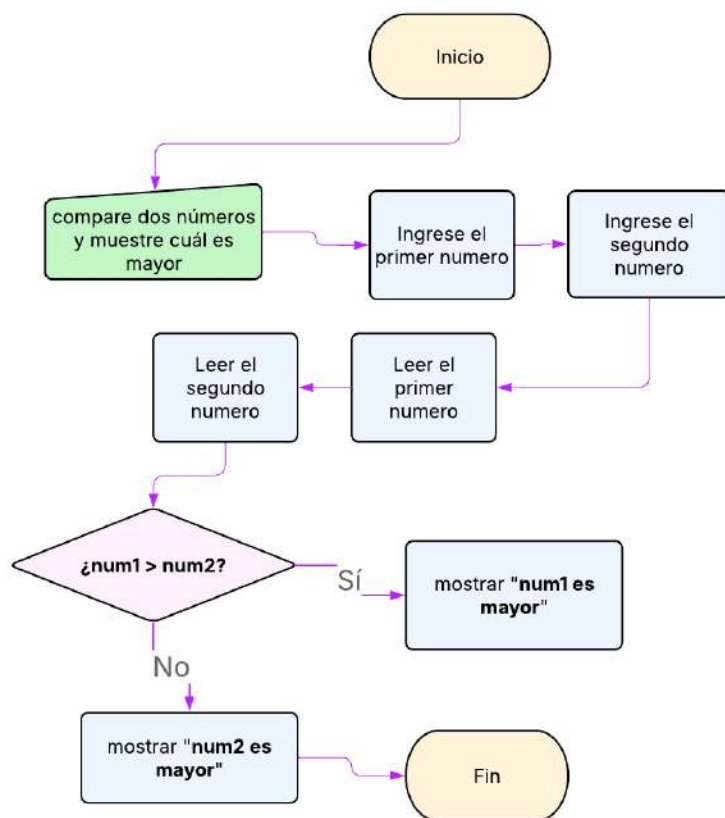 Inicio
compare dos números
y muestre cuál es
mayor
Ingrese el
primer numero
Ingrese el
segundo
numero
Leer el
primer
numero
Leer el
segundo
numero
¿num1 > num2?
Sí
mostrar "num1 es
mayor"
No
mostrar "num2 es
mayor"
Fin